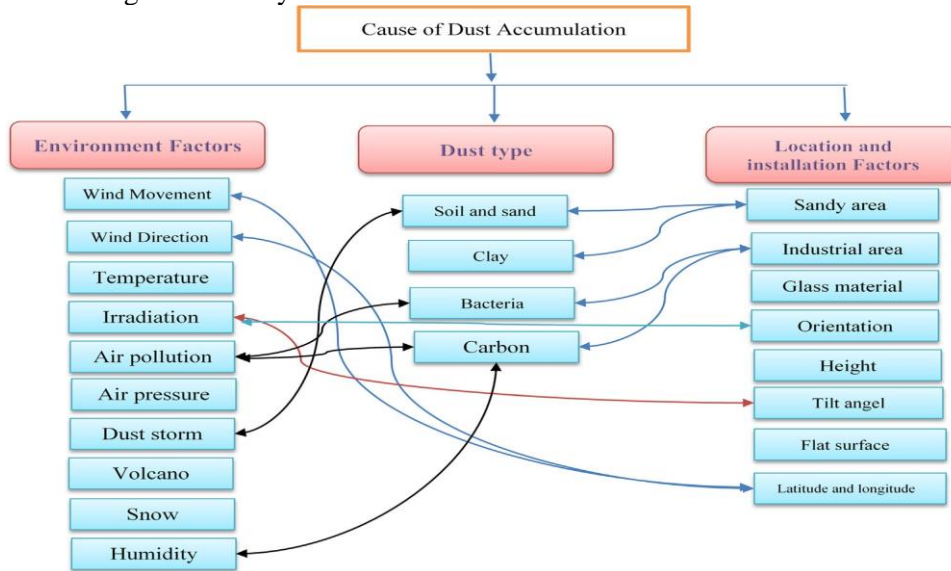 Cause of Dust Accumulation
Environment Factors
Wind Movement
Wind Direction
Temperature
Irradiation
Air pollution
Air pressure
Dust storm
Volcano
Snow
Humidity
Dust type
Soil and sand
Clay
Bacteria
Carbon
Location and
installation Factors
Sandy area
Industrial area
Glass material
Orientation
Height
Tilt angel
Flat surface
Latitude and longitude